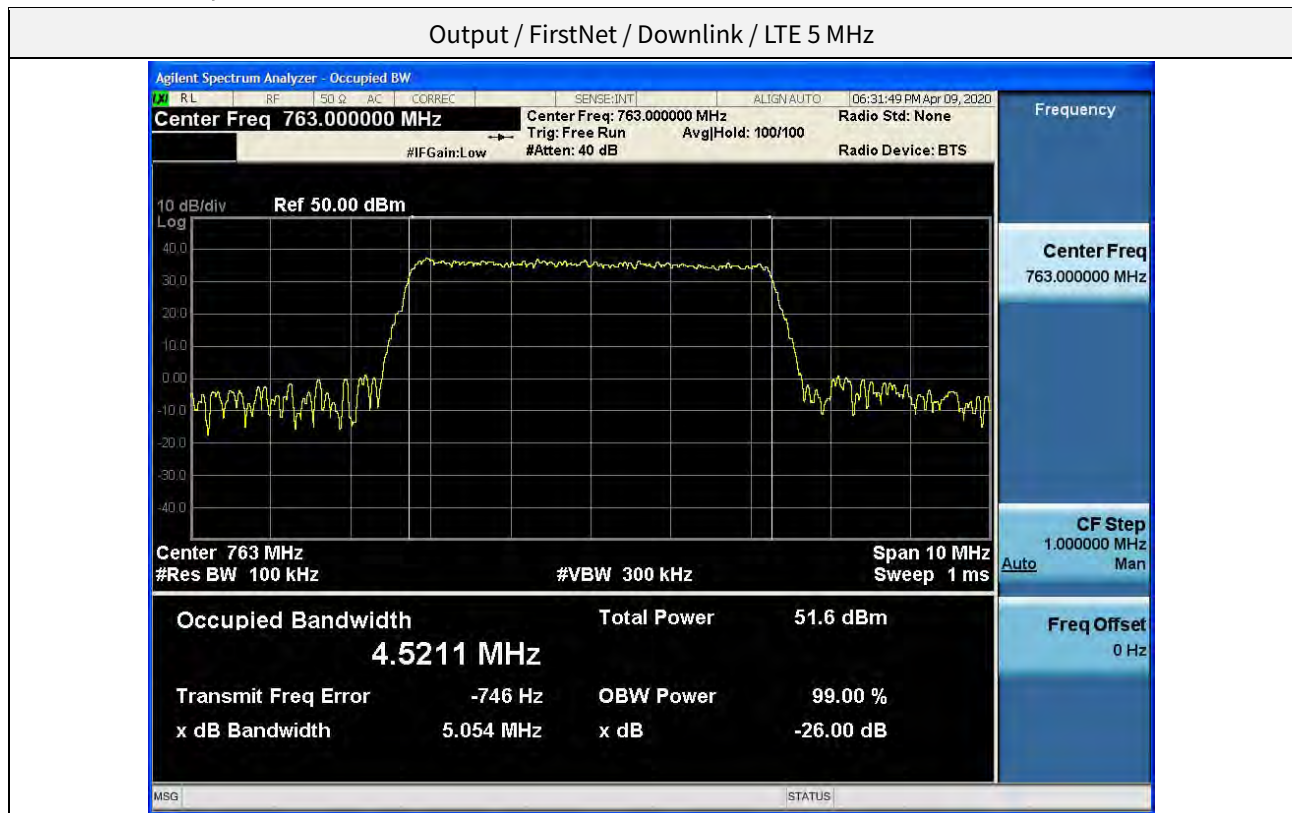 Output / FirstNet / Downlink / LTE 5 MHz
Agilent Spectrum Analyzer - Occupied BW
RL RF 50 Ω AC CORREC SENSE:INT ALIGN AUTO 06:31:49 PM Apr 09, 2020
Center Freq 763.000000 MHz Center Freq: 763.000000 MHz Radio Std: None
Trig: Free Run Avg|Hold: 100/100
#IFGain:Low #Atten: 40 dB Radio Device: BTS
Frequency
10 dB/div Ref 50.00 dBm
Log
40.0
30.0
20.0
10.0
0.00
-10.0
-20.0
-30.0
-40.0
Center 763 MHz Span 10 MHz
#Res BW 100 kHz #VBW 300 kHz Sweep 1 ms
Center Freq
763.000000 MHz
CF Step
1.000000 MHz
Auto Man
Freq Offset
0 Hz
Occupied Bandwidth Total Power 51.6 dBm
4.5211 MHz
Transmit Freq Error -746 Hz OBW Power 99.00 %
x dB Bandwidth 5.054 MHz x dB -26.00 dB
MSG STATUS